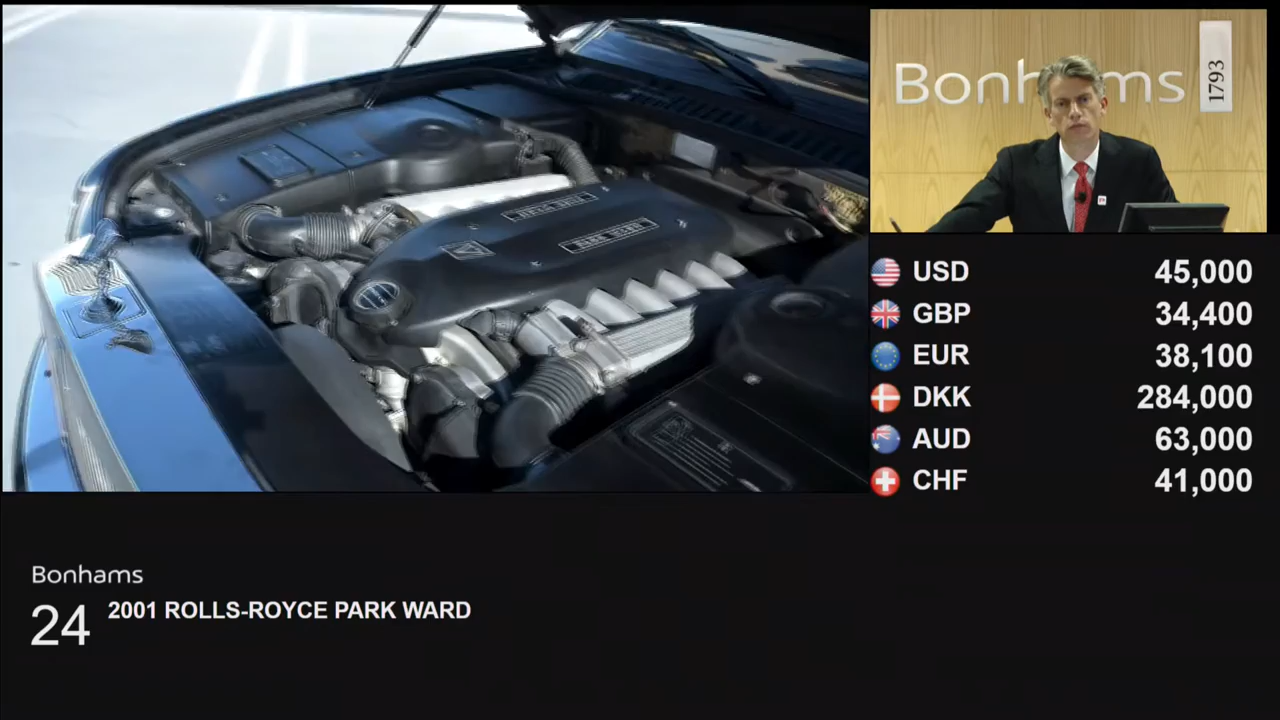 Bonhams
1793
USD 45,000
GBP 34,400
EUR 38,100
DKK 284,000
AUD 63,000
CHF 41,000
Bonhams
24 2001 ROLLS-ROYCE PARK WARD